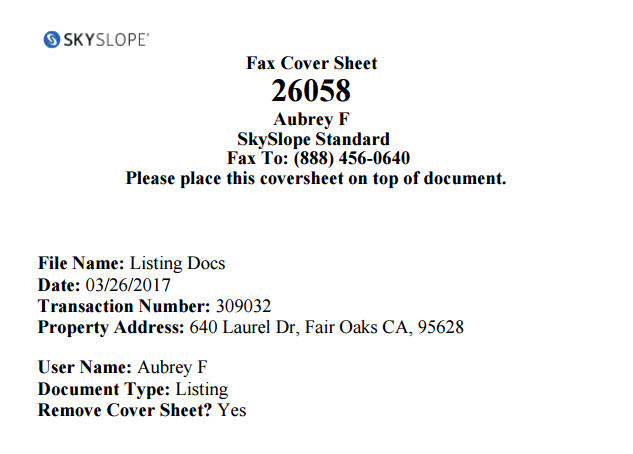 SKYSLOPE
Fax Cover Sheet
26058
Aubrey F
SkySlope Standard
Fax To: (888) 456-0640
Please place this coversheet on top of document.
File Name: Listing Docs
Date: 03/26/2017
Transaction Number: 309032
Property Address: 640 Laurel Dr, Fair Oaks CA, 95628
User Name: Aubrey F
Document Type: Listing
Remove Cover Sheet? Yes